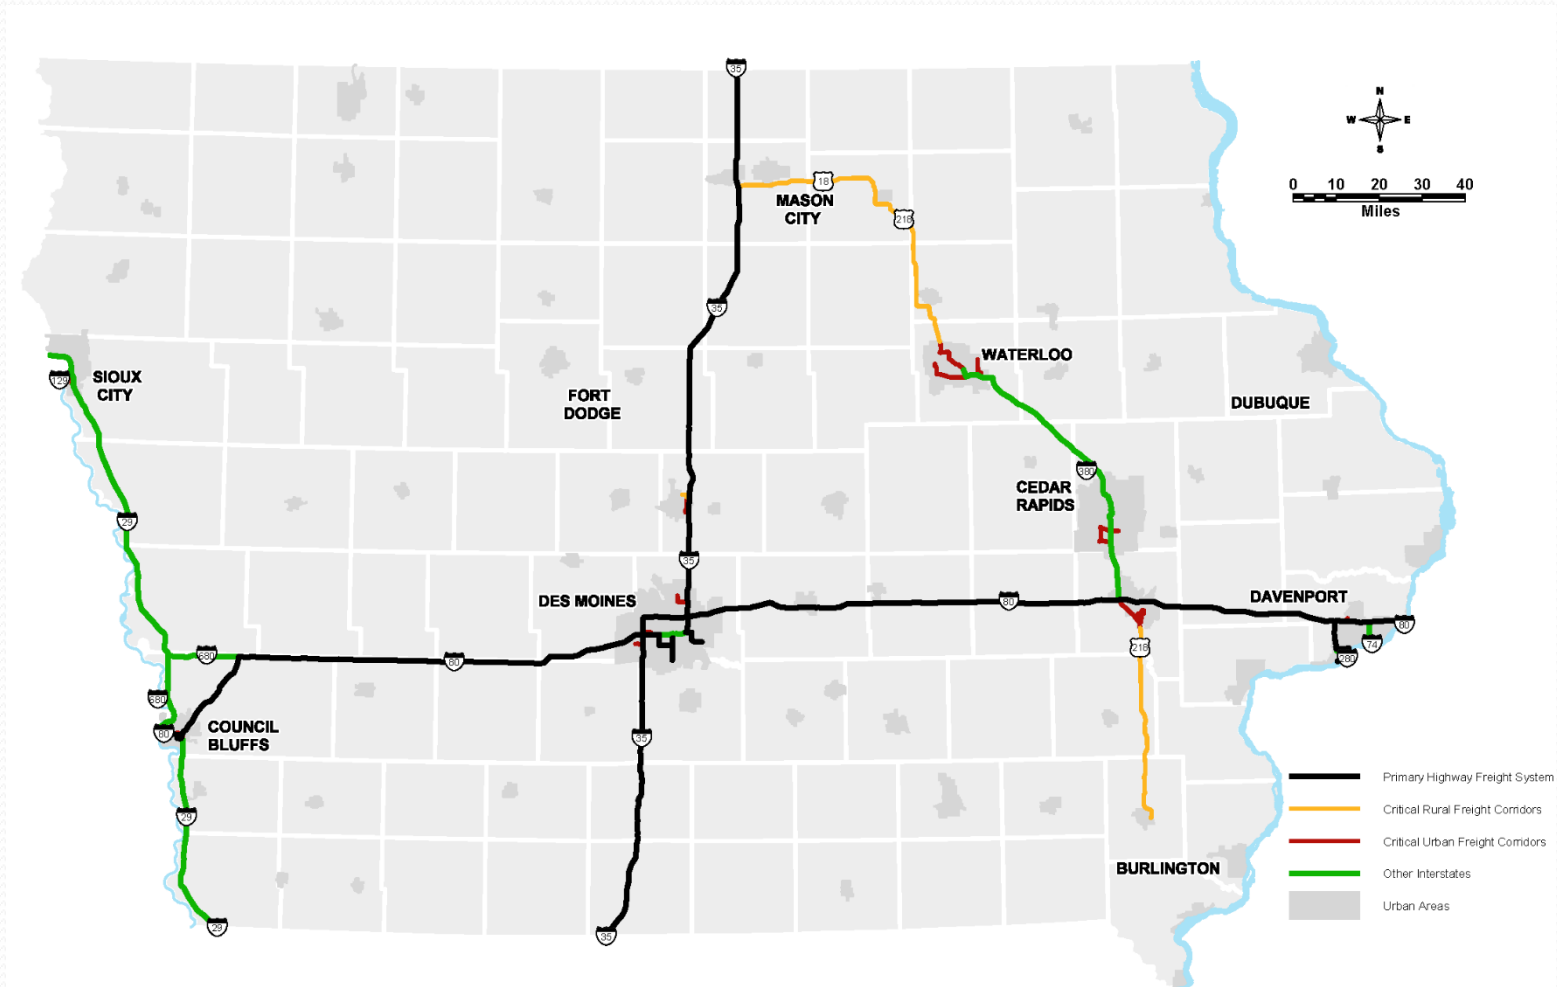 35
N
W E
S
0 10 20 30 40
Miles
18
MASON
CITY
218
35
WATERLOO
129
SIOUX
CITY
FORT
DODGE
DUBUQUE
380
CEDAR
RAPIDS
29
35
DES MOINES
80
DAVENPORT
80
74
280
218
680
80
680
80
COUNCIL
BLUFFS
35
29
Primary Highway Freight System
Critical Rural Freight Corridors
Critical Urban Freight Corridors
Other Interstates
Urban Areas
BURLINGTON
29
35